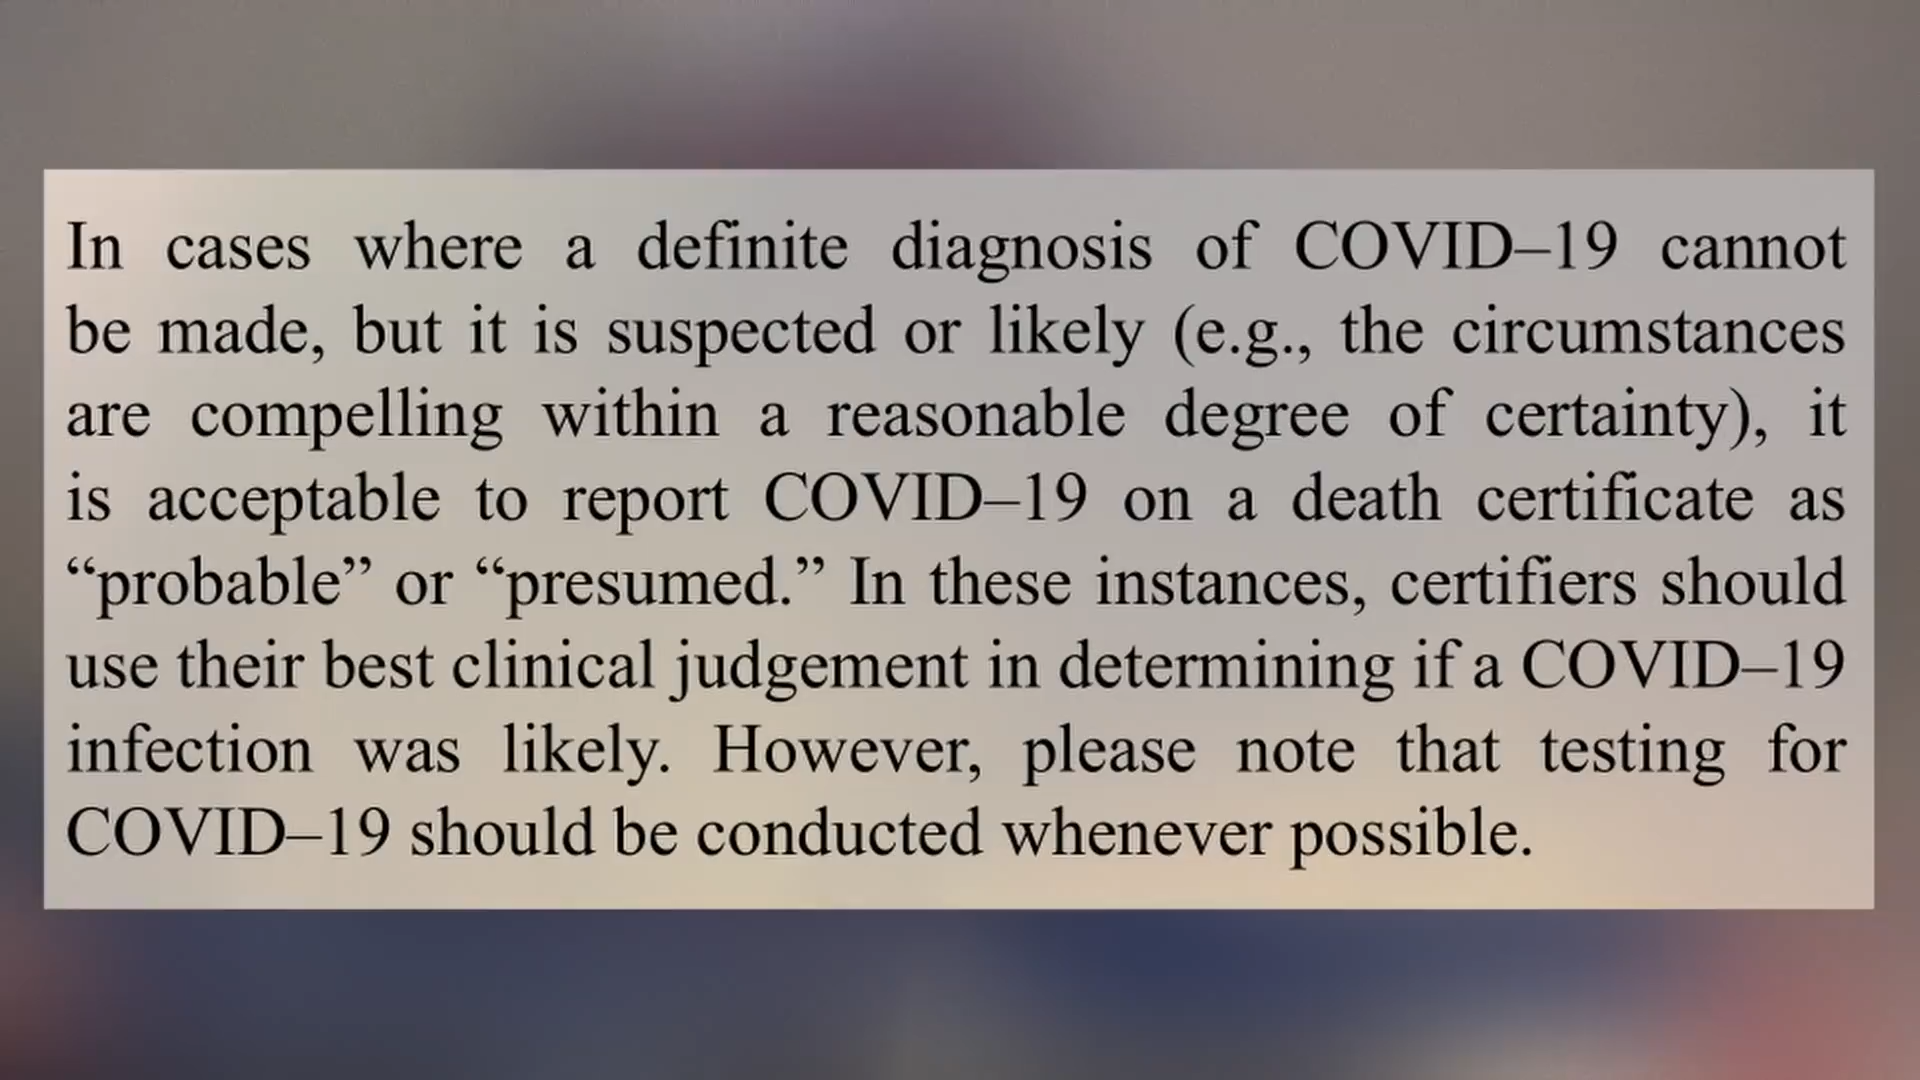 In cases where a definite diagnosis of COVID–19 cannot
be made, but it is suspected or likely (e.g., the circumstances
are compelling within a reasonable degree of certainty), it
is acceptable to report COVID–19 on a death certificate as
“probable” or “presumed.” In these instances, certifiers should
use their best clinical judgement in determining if a COVID–19
infection was likely. However, please note that testing for
COVID–19 should be conducted whenever possible.